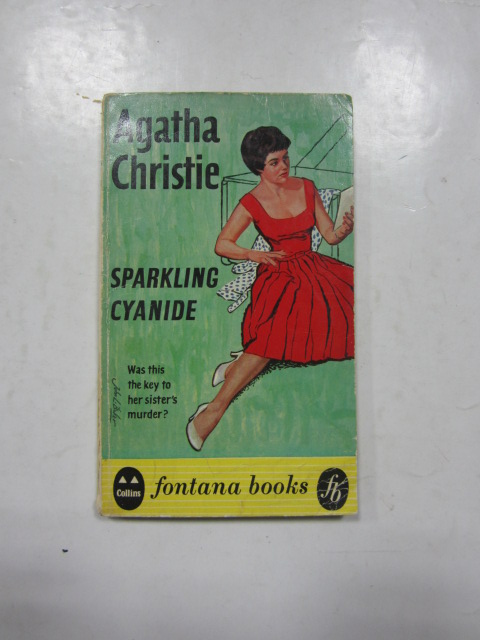 Agatha
Christie
SPARKLING
CYANIDE
Was this
the key to
her sister's
murder?
Collins
fontana books
fb